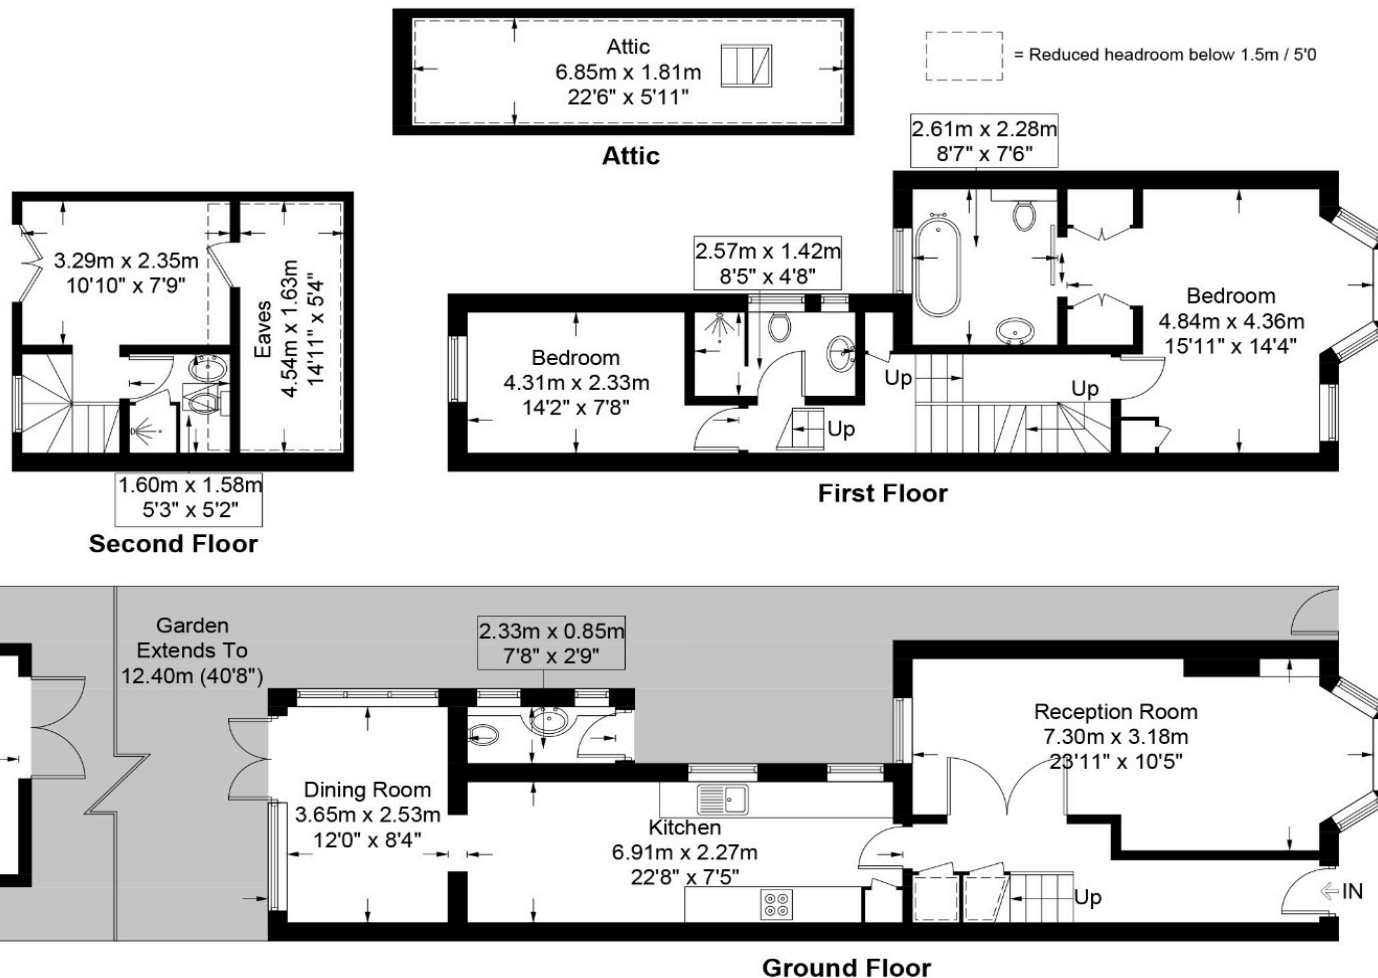 Attic
6.85m x 1.81m
22'6" x 5'11"
Attic
= Reduced headroom below 1.5m / 5'0
3.29m x 2.35m
10'10" x 7'9"
Eaves
4.54m x 1.63m
14'11" x 5'4"
1.60m x 1.58m
5'3" x 5'2"
Second Floor
2.61m x 2.28m
8'7" x 7'6"
2.57m x 1.42m
8'5" x 4'8"
Bedroom
4.31m x 2.33m
14'2" x 7'8"
Up
Up
Up
Bedroom
4.84m x 4.36m
15'11" x 14'4"
First Floor
Garden
Extends To
12.40m (40'8")
2.33m x 0.85m
7'8" x 2'9"
Dining Room
3.65m x 2.53m
12'0" x 8'4"
Kitchen
6.91m x 2.27m
22'8" x 7'5"
Reception Room
7.30m x 3.18m
23'11" x 10'5"
Up
IN
Ground Floor